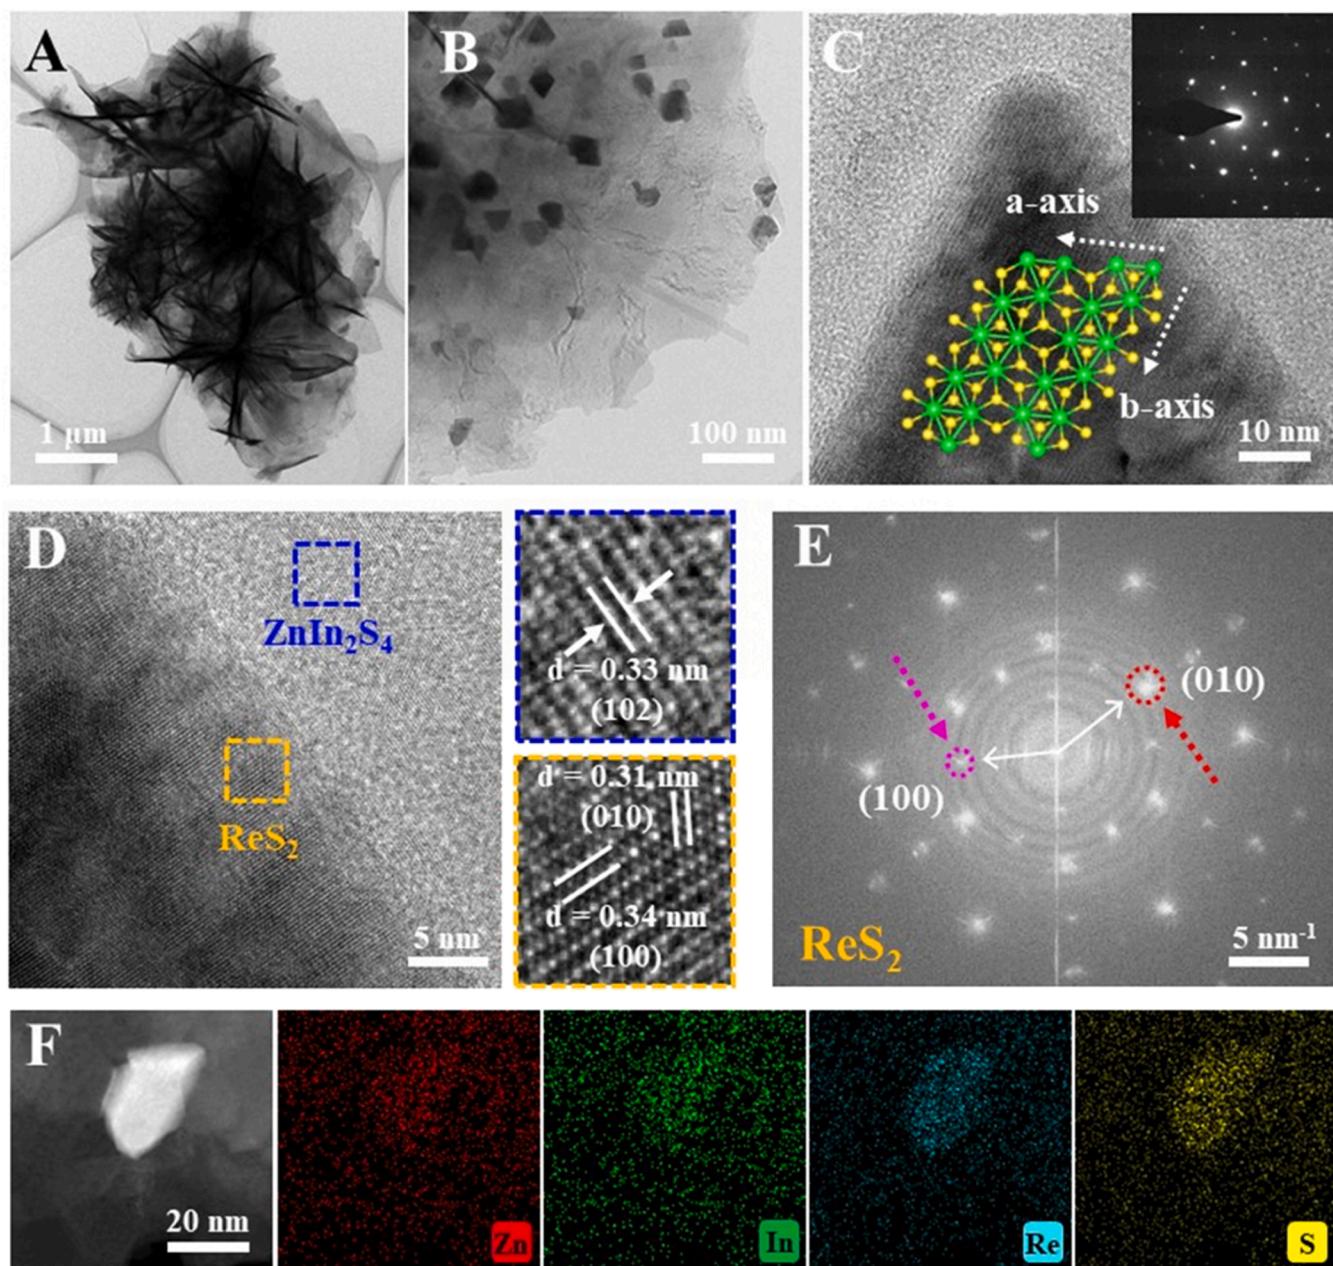 A
1 μm
B
100 nm
C
a-axis
b-axis
10 nm
D
ZnIn₂S₄
ReS₂
5 nm
d = 0.33 nm
(102)
d = 0.31 nm
(010)
d = 0.34 nm
(100)
E
(010)
(100)
ReS₂
5 nm⁻¹
F
20 nm
Zn
In
Re
S